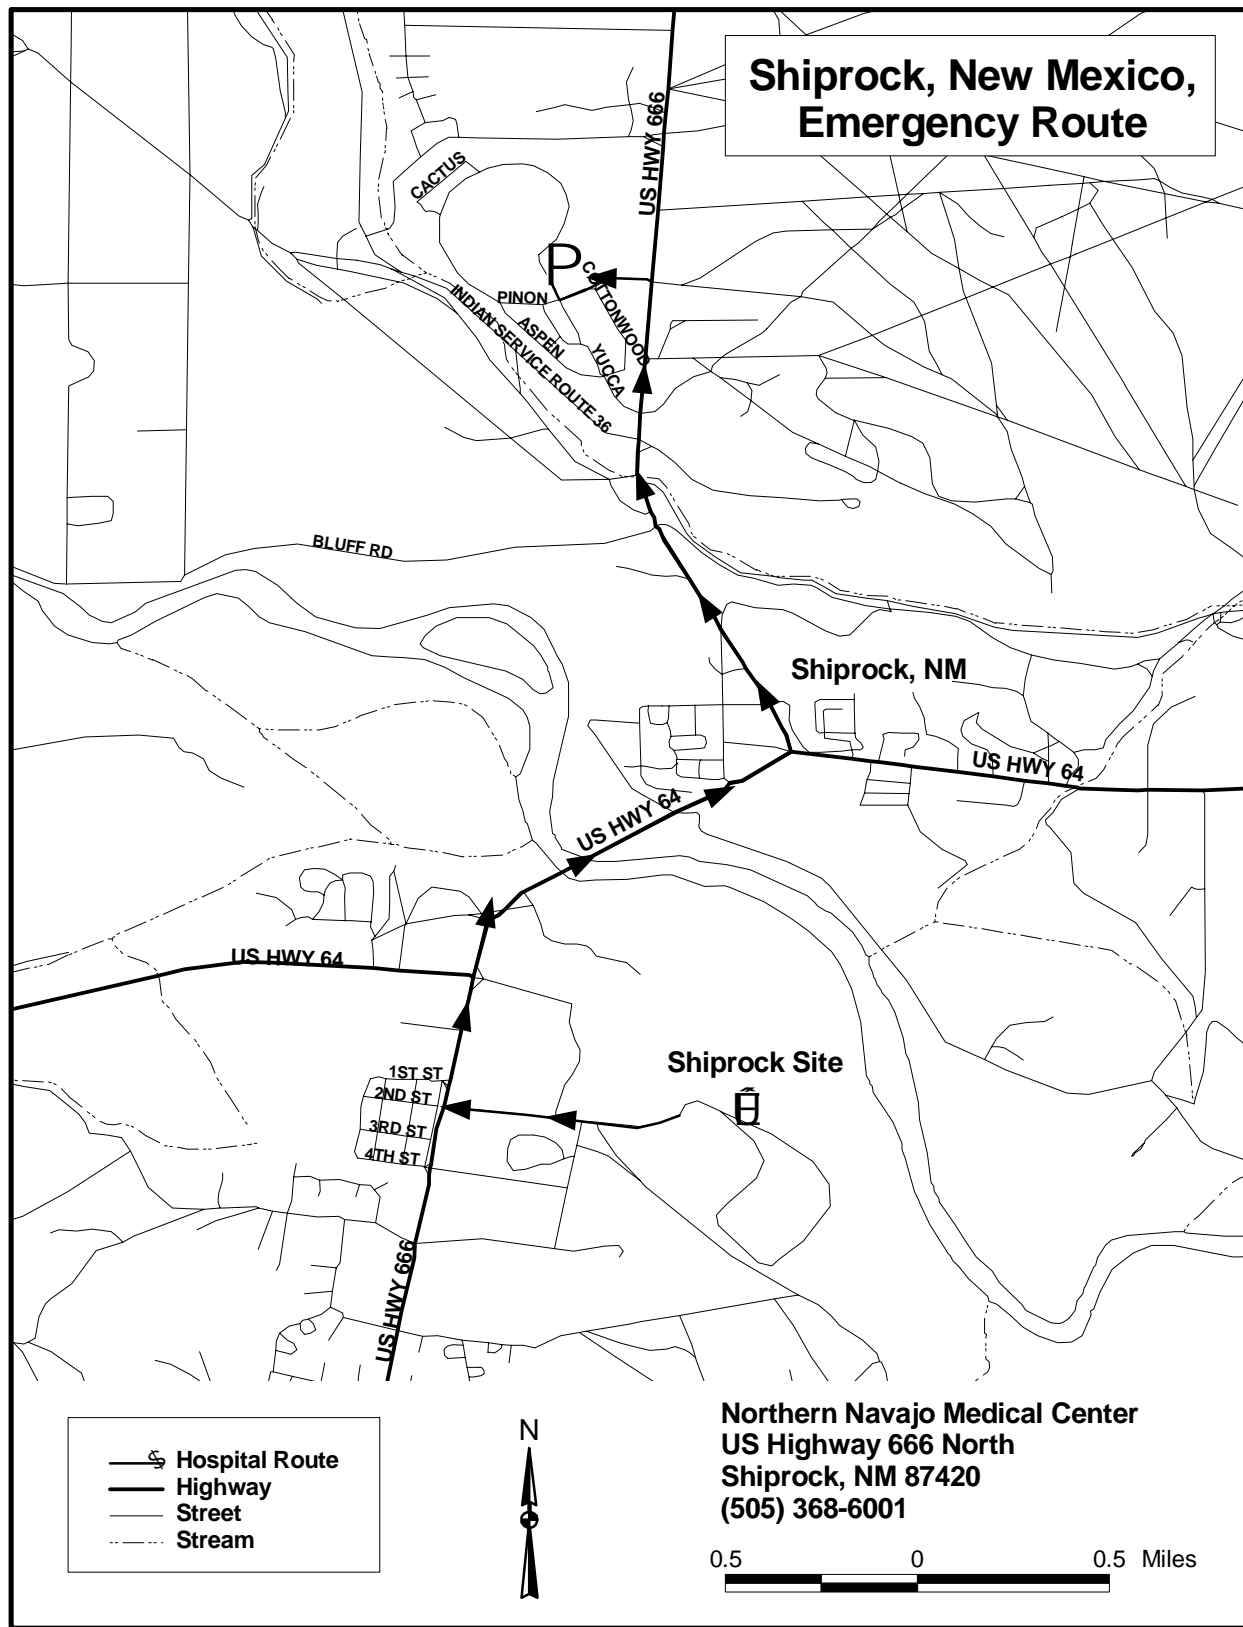 Shiprock, New Mexico,
Emergency Route
US HWY 666
CACTUS
P
COTTONWOOD
PINON
ASPEN
YUCCA
INDIAN SERVICE ROUTE 36
BLUFF RD
Shiprock, NM
US HWY 64
US HWY 64
US HWY 64
Shiprock Site
1ST ST
2ND ST
3RD ST
4TH ST
US HWY 666
Hospital Route
Highway
Street
Stream
N
Northern Navajo Medical Center
US Highway 666 North
Shiprock, NM 87420
(505) 368-6001
0.5 0 0.5 Miles